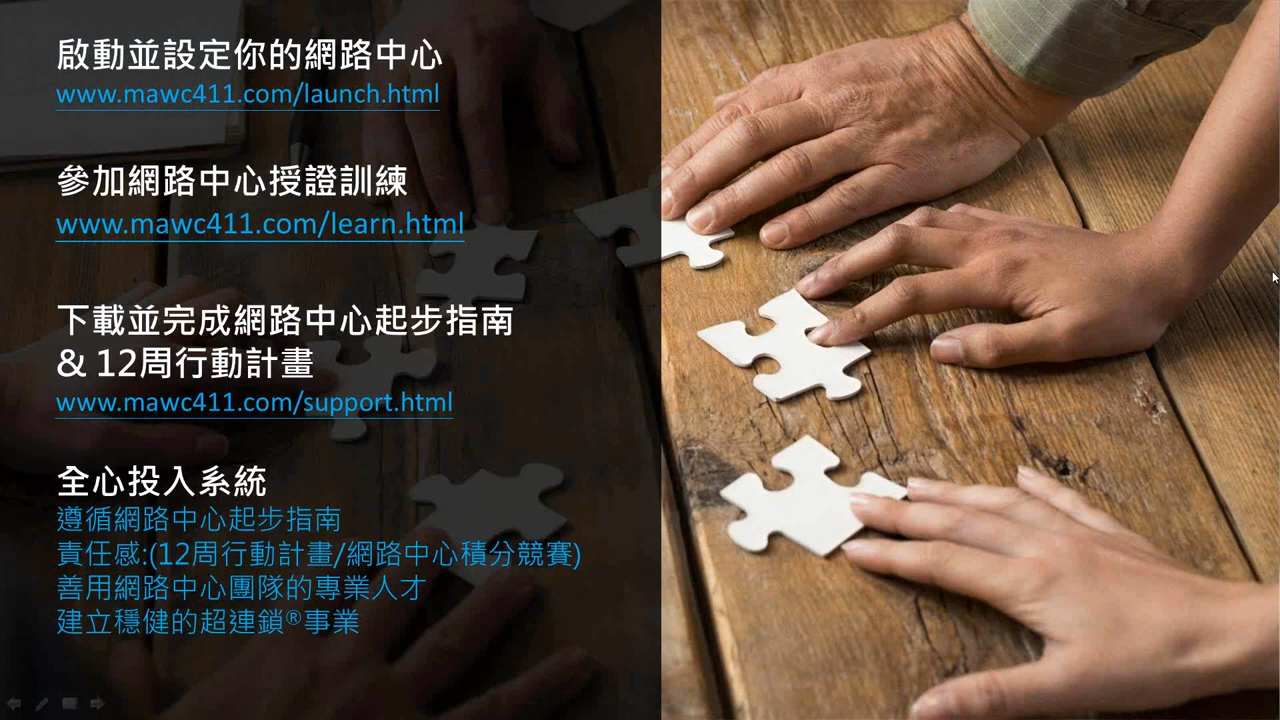 啟動並設定你的網路中心
www.mawc411.com/launch.html
參加網路中心授證訓練
www.mawc411.com/learn.html
下載並完成網路中心起步指南
& 12周行動計畫
www.mawc411.com/support.html
全心投入系統
遵循網路中心起步指南
責任感:(12周行動計畫/網路中心積分競賽)
善用網路中心團隊的專業人才
建立穩健的超連鎖®事業